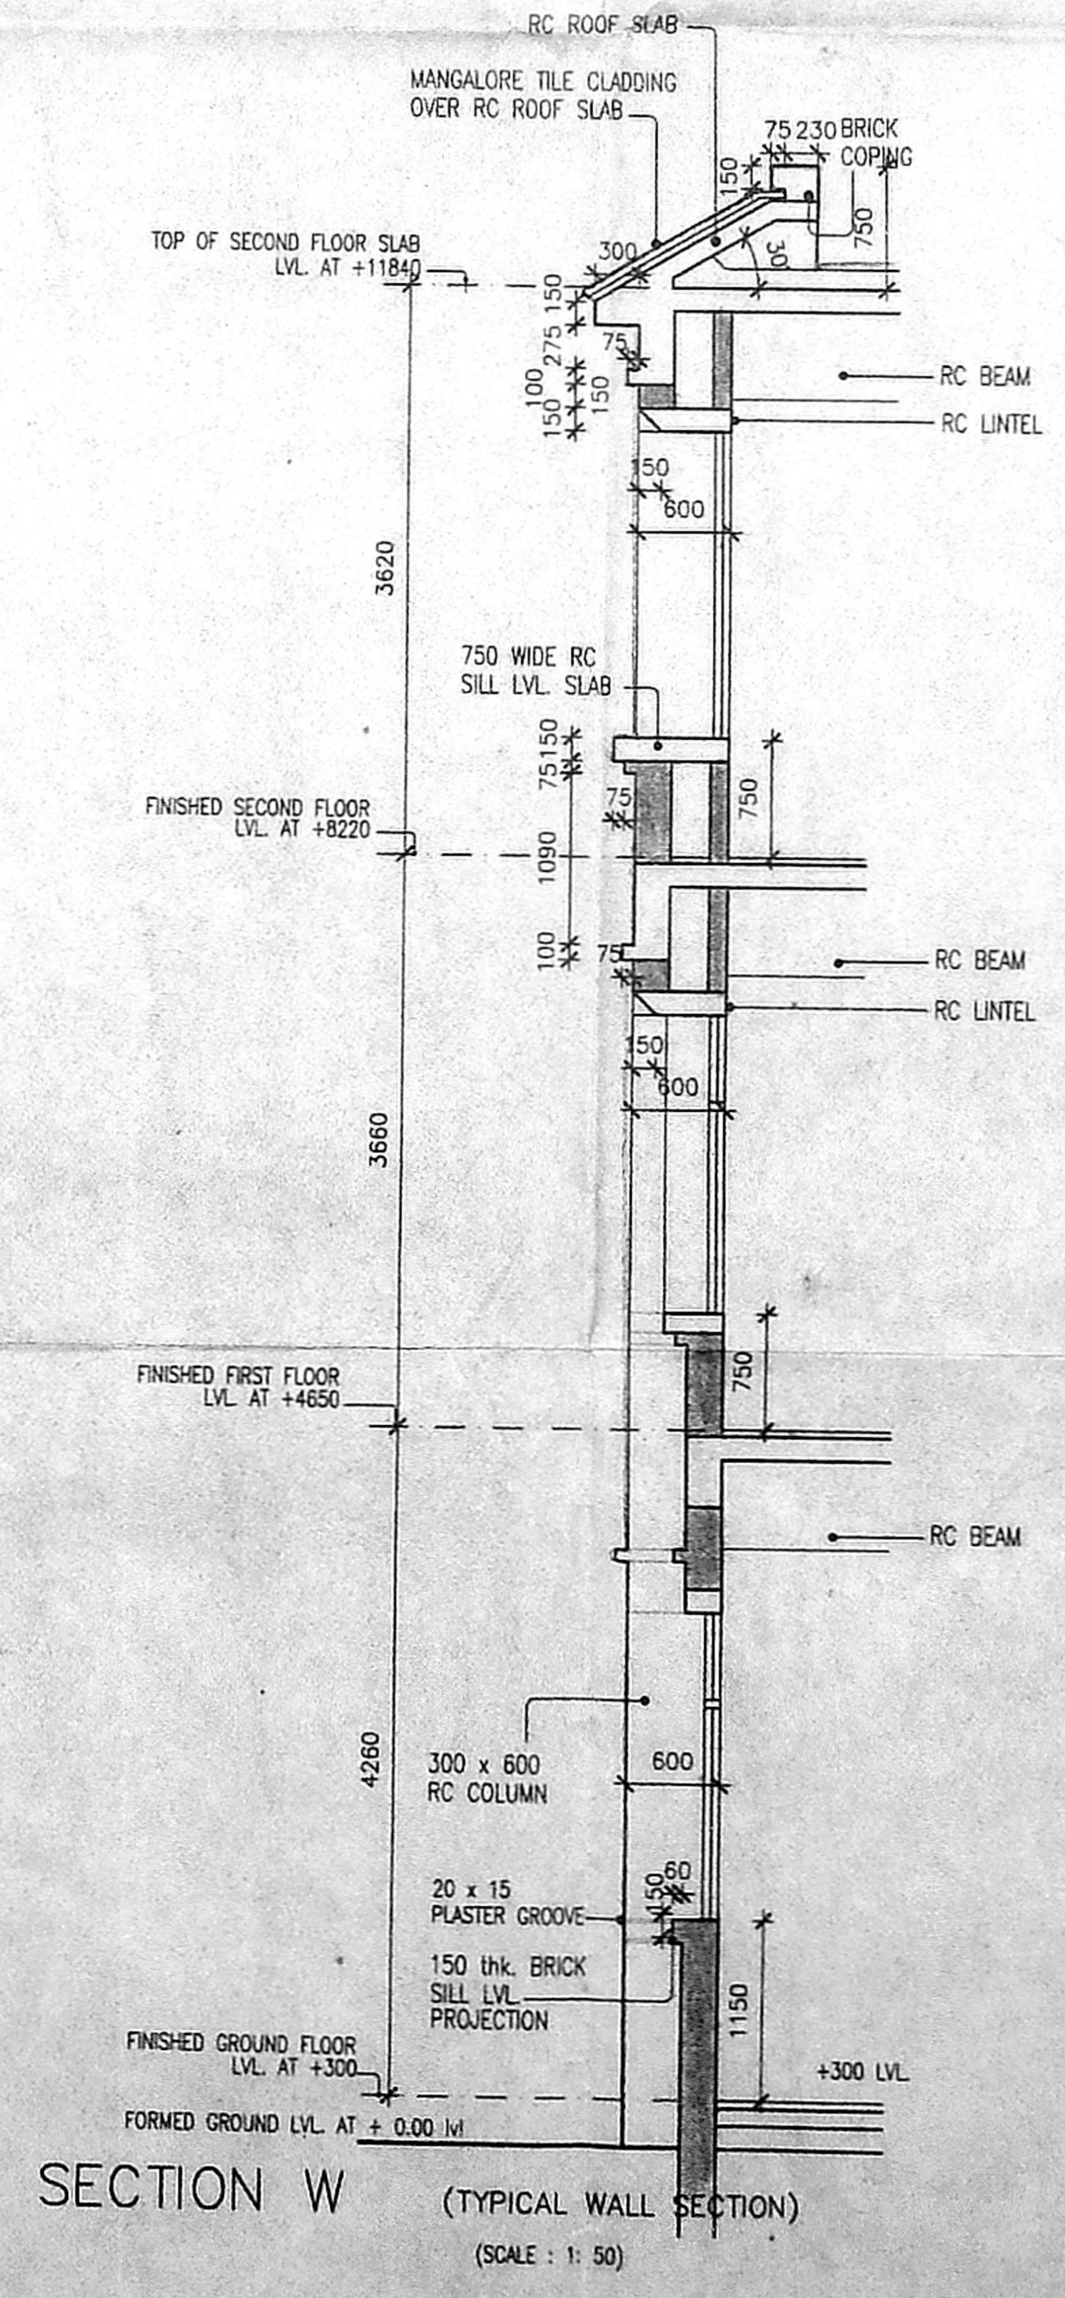 RC ROOF SLAB
MANGALORE TILE CLADDING
OVER RC ROOF SLAB
75 230 BRICK
COPING
150
750
TOP OF SECOND FLOOR SLAB
LVL. AT +11840
300
30°
150
275
75
100
150
150
RC BEAM
RC LINTEL
150
600
3620
750 WIDE RC
SILL LVL. SLAB
150
75
75
750
FINISHED SECOND FLOOR
LVL. AT +8220
1090
100
75
RC BEAM
RC LINTEL
150
600
3660
750
FINISHED FIRST FLOOR
LVL AT +4650
RC BEAM
4260
300 x 600
RC COLUMN
600
60
150
20 x 15
PLASTER GROOVE
150 thk. BRICK
SILL LVL
PROJECTION
1150
FINISHED GROUND FLOOR
LVL. AT +300
+300 LVL
FORMED GROUND LVL. AT + 0.00 lvl
SECTION W
(TYPICAL WALL SECTION)
(SCALE : 1: 50)